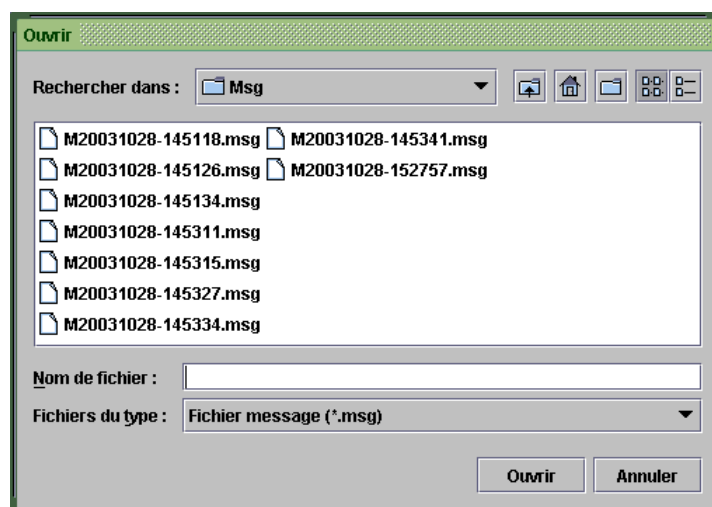 Ouvrir
Rechercher dans : Msg
M20031028-145118.msg M20031028-145341.msg
M20031028-145126.msg M20031028-152757.msg
M20031028-145134.msg
M20031028-145311.msg
M20031028-145315.msg
M20031028-145327.msg
M20031028-145334.msg
Nom de fichier :
Fichiers du type : Fichier message (*.msg)
Ouvrir Annuler